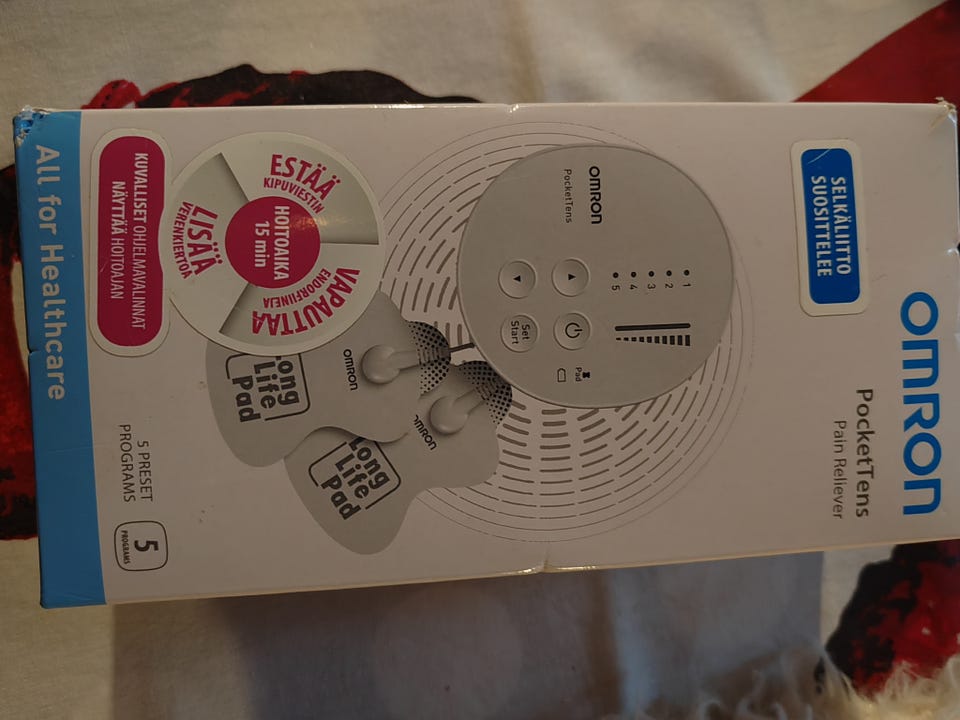 OMRON
PocketTens
Pain Reliever
SELKÄLIITTO
SUOSITTELEE
OMRON
PocketTens
1
2
3
4
5
Set
Start
Pad
OMRON
Long
Life
Pad
OMRON
Long
Life
Pad
ESTÄÄ
KIPUVIESTIN
HOITOAIKA
15 min
LISÄÄ
VERENKIERTOA
VAPAUTTAA
ENDORFIINEJA
KUVALLISET OHJELMAVALINNAT
NÄYTTÄÄ HOITOAJAN
5 PRESET
PROGRAMS
5
PROGRAMS
All for Healthcare